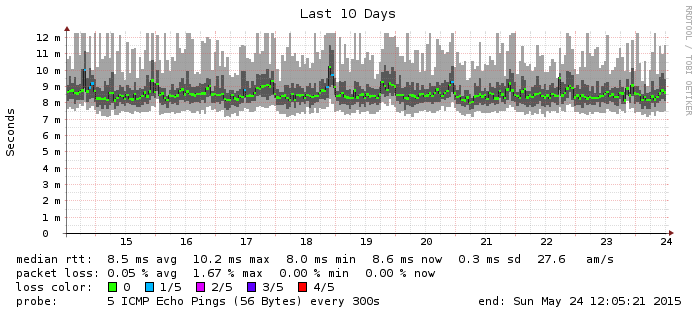 Last 10 Days
RRDTOOL / TOBI OETIKER
Seconds
12 m
11 m
10 m
9 m
8 m
7 m
6 m
5 m
4 m
3 m
2 m
1 m
0
15 16 17 18 19 20 21 22 23 24
median rtt: 8.5 ms avg 10.2 ms max 8.0 ms min 8.6 ms now 0.3 ms sd 27.6 am/s
packet loss: 0.05 % avg 1.67 % max 0.00 % min 0.00 % now
loss color: 0 1/5 2/5 3/5 4/5
probe: 5 ICMP Echo Pings (56 Bytes) every 300s end: Sun May 24 12:05:21 2015